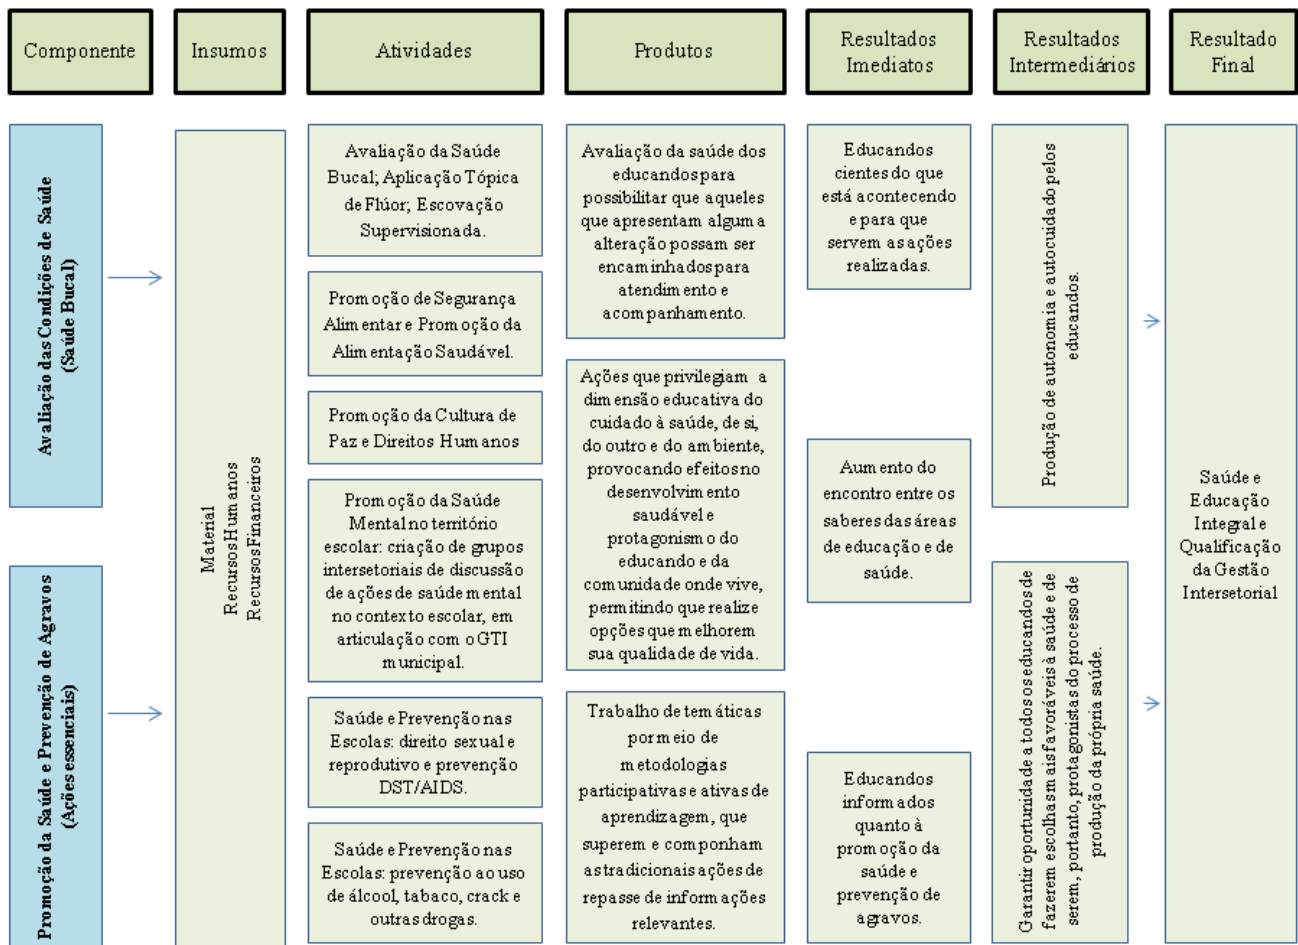 Componente
Insumos
Atividades
Produtos
Resultados
Imediatos
Resultados
Intermediários
Resultado
Final
Avaliação das Condições de Saúde
(Saúde Bucal)
Promoção da Saúde e Prevenção de Agravos
(Ações essenciais)
Material
Recursos Humanos
Recursos Financeiros
Avaliação da Saúde
Bucal; Aplicação Tópica
de Flúor; Escovação
Supervisionada.
Promoção de Segurança
Alimentar e Promoção da
Alimentação Saudável.
Promoção da Cultura de
Paz e Direitos Humanos
Promoção da Saúde
Mental no território
escolar: criação de grupos
intersetoriais de discussão
de ações de saúde mental
no contexto escolar, em
articulação com o GTI
municipal.
Saúde e Prevenção nas
Escolas: direito sexual e
reprodutivo e prevenção
DST/AIDS.
Saúde e Prevenção nas
Escolas: prevenção ao uso
de álcool, tabaco, crack e
outras drogas.
Avaliação da saúde dos
educandos para
possibilitar que aqueles
que apresentam alguma
alteração possam ser
encaminhados para
atendimento e
acompanhamento.
Ações que privilegiam a
dimensão educativa do
cuidado à saúde, de si,
do outro e do ambiente,
provocando efeitos no
desenvolvimento
saudável e
protagonismo do
educando e da
comunidade onde vive,
permitindo que realize
opções que melhorem
sua qualidade de vida.
Trabalho de temáticas
por meio de
metodologias
participativas e ativas de
aprendizagem, que
superem e componham
as tradicionais ações de
repasse de informações
relevantes.
Educandos
cientes do que
está acontecendo
e para que
servem as ações
realizadas.
Aumento do
encontro entre os
saberes das áreas
de educação e de
saúde.
Educandos
informados
quanto à
promoção da
saúde e
prevenção de
agravos.
Produção de autonomia e autocuidado pelos
educandos.
Garantir oportunidade a todos os educandos de
fazerem escolhas mais favoráveis à saúde e de
serem, portanto, protagonistas do processo de
produção da própria saúde.
Saúde e
Educação
Integral e
Qualificação
da Gestão
Intersetorial